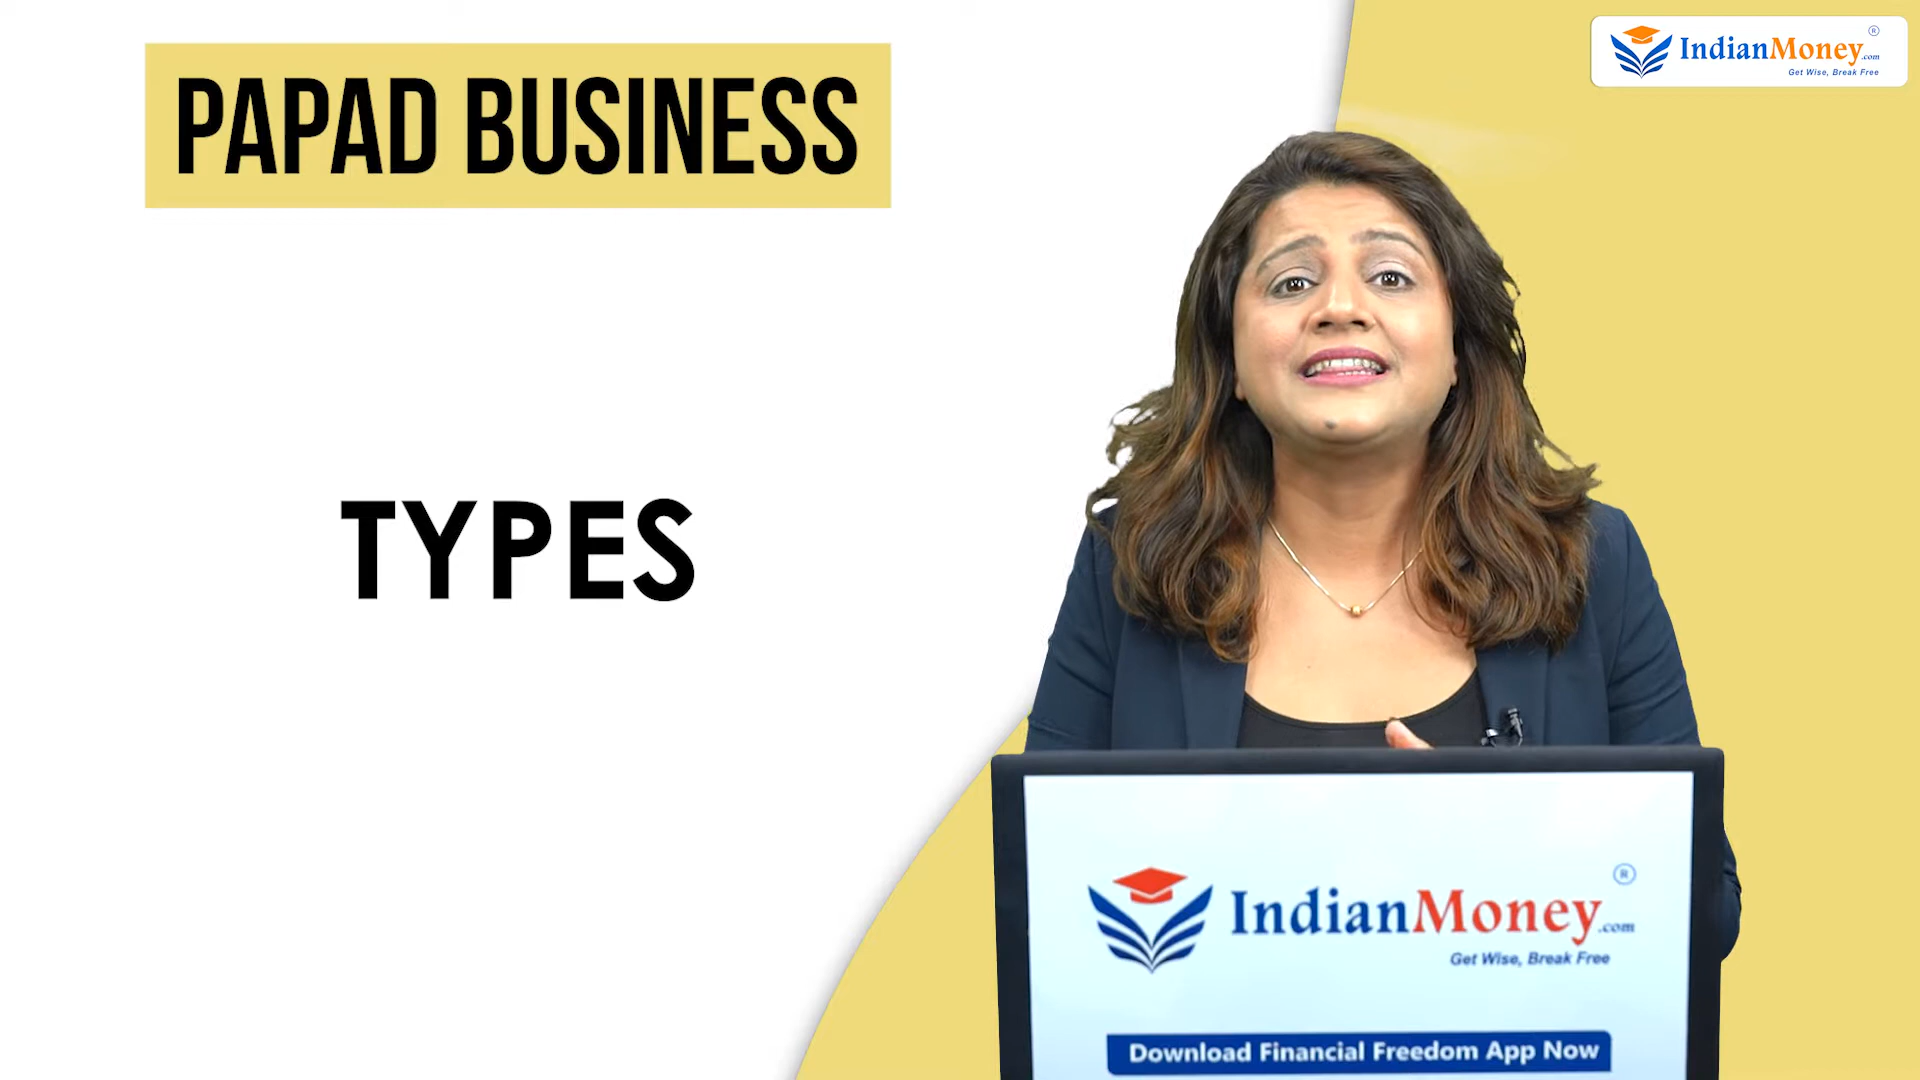 PAPAD BUSINESS
IndianMoney.com ®
Get Wise, Break Free
TYPES
IndianMoney.com ®
Get Wise, Break Free
Download Financial Freedom App Now